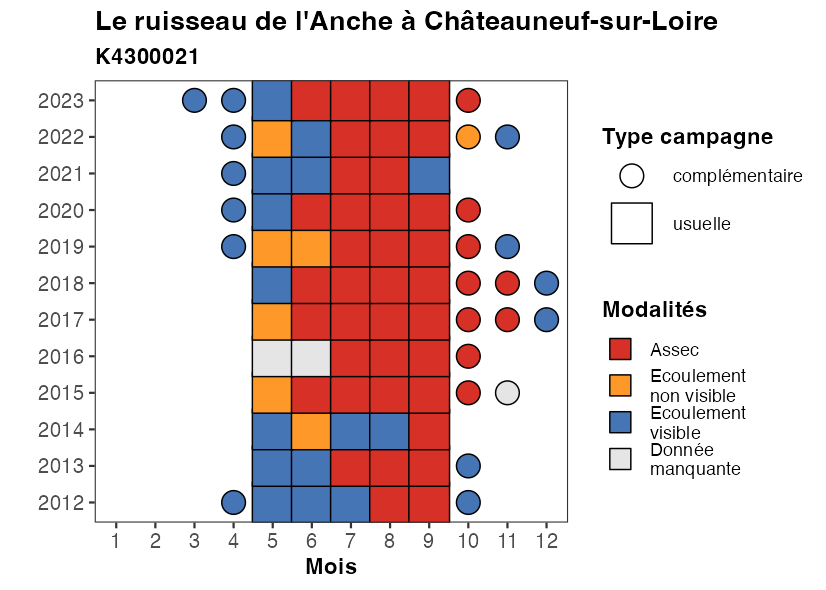 Le ruisseau de l'Anche à Châteauneuf-sur-Loire
K4300021
2023
2022
2021
2020
2019
2018
2017
2016
2015
2014
2013
2012
1 2 3 4 5 6 7 8 9 10 11 12
Mois
Type campagne
complémentaire
usuelle
Modalités
Assec
Ecoulement
non visible
Ecoulement
visible
Donnée
manquante